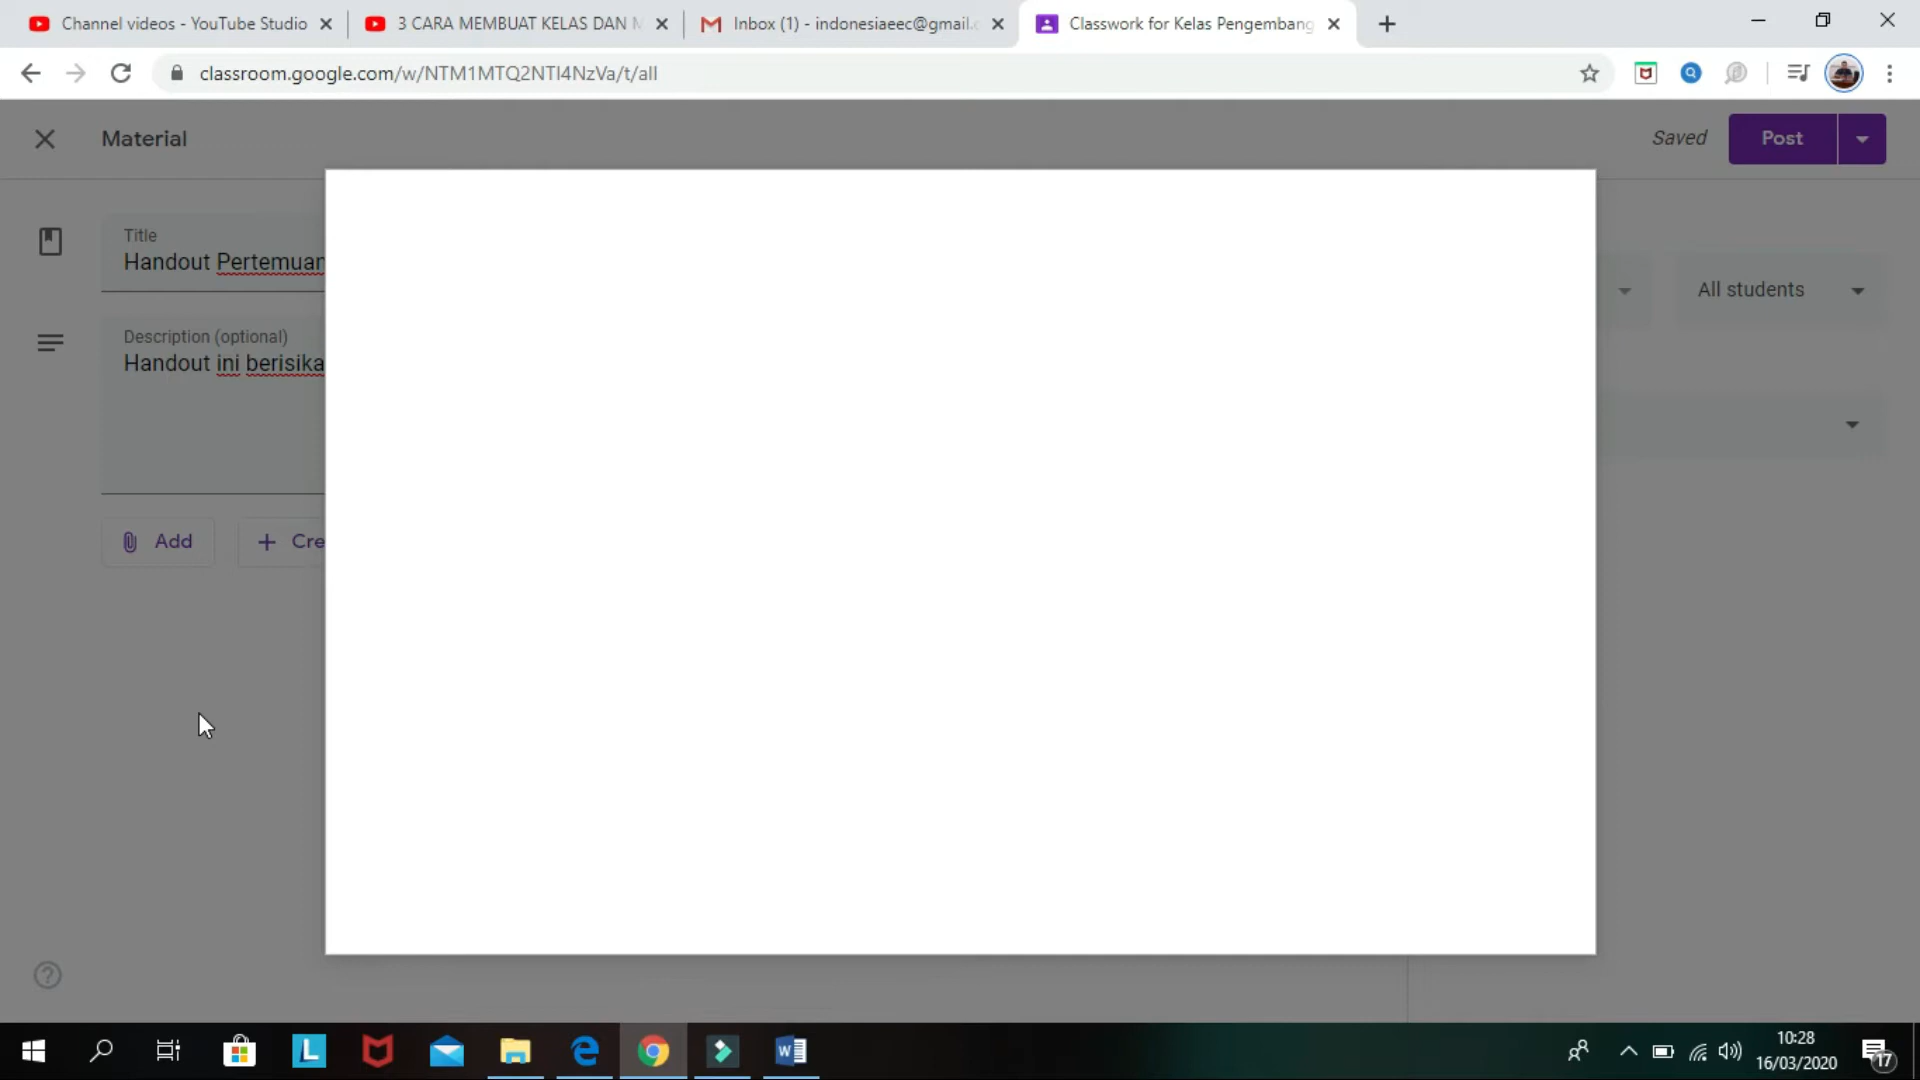 Channel videos - YouTube Studio
3 CARA MEMBUAT KELAS DAN
Inbox (1) - indonesiaeec@gmail.
Classwork for Kelas Pengembang
classroom.google.com/w/NTM1MTQ2NTI4NzVa/t/all
Material
Saved
Post
Title
Handout Pertemuan
All students
Description (optional)
Handout ini berisika
Add
Cre
10:28
16/03/2020
17